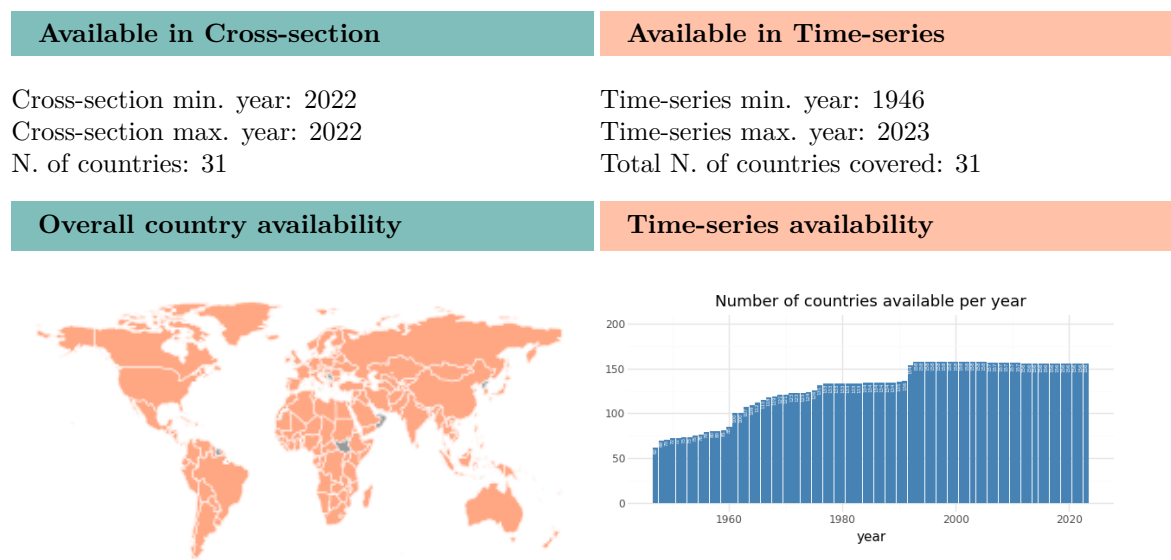 Available in Cross-section
Available in Time-series
Cross-section min. year: 2022
Cross-section max. year: 2022
N. of countries: 31
Time-series min. year: 1946
Time-series max. year: 2023
Total N. of countries covered: 31
Overall country availability
Time-series availability
Number of countries available per year
200
150
100
50
0
1960
1980
2000
2020
year